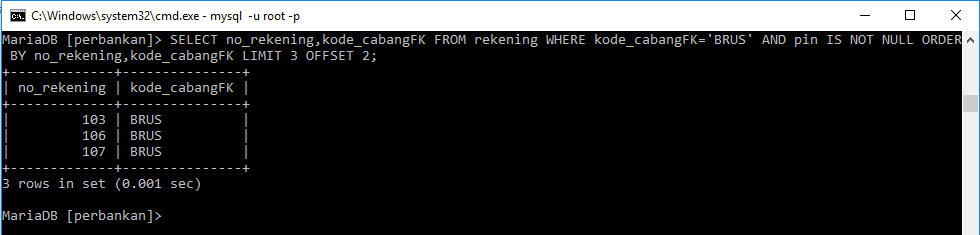 C:\Windows\system32\cmd.exe - mysql  -u root -p
MariaDB [perbankan]> SELECT no_rekening,kode_cabangFK FROM rekening WHERE kode_cabangFK='BRUS' AND pin IS NOT NULL ORDER
 BY no_rekening,kode_cabangFK LIMIT 3 OFFSET 2;
+-------------+---------------+
| no_rekening | kode_cabangFK |
+-------------+---------------+
|         103 | BRUS          |
|         106 | BRUS          |
|         107 | BRUS          |
+-------------+---------------+
3 rows in set (0.001 sec)
MariaDB [perbankan]>